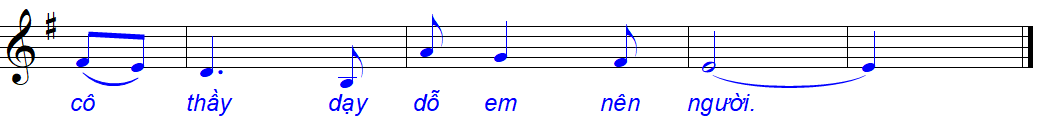 cô thầy dạy dỗ em nên người.